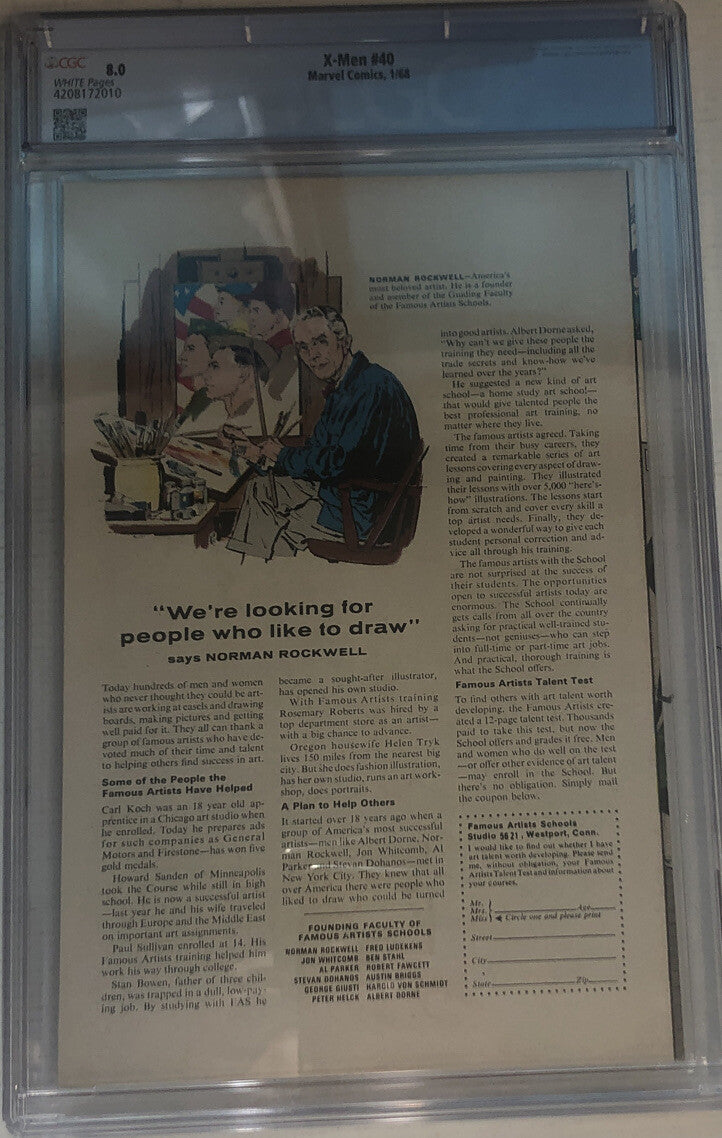 CGC 8.0
WHITE Pages
4208172010
X-Men #40
Marvel Comics, 1/68
NORMAN ROCKWELL—America's
most beloved artist. He is a founder
and member of the Guiding Faculty
of the Famous Artists Schools.
"We're looking for
people who like to draw"
says NORMAN ROCKWELL
Today hundreds of men and women
who never thought they could be art-
ists are working at easels and drawing
boards, making pictures and getting
well paid for it. They all can thank a
group of famous artists who have de-
voted much of their time and talent
to helping others find success in art.
Some of the People the
Famous Artists Have Helped
Carl Koch was an 18 year old ap-
prentice in a Chicago art studio when
he enrolled. Today he prepares ads
for such companies as General
Motors and Firestone—has won five
gold medals.
Howard Sanden of Minneapolis
took the Course while still in high
school. He is now a successful artist
—last year he and his wife traveled
through Europe and the Middle East
on important art assignments.
Paul Sullivan enrolled at 14. His
Famous Artists training helped him
work his way through college.
Stan Bowen, father of three chil-
dren, was trapped in a dull, low-pay-
ing job. By studying with FAS he
became a sought-after illustrator,
has opened his own studio.
With Famous Artists training
Rosemary Roberts was hired by a
top department store as an artist—
with a big chance to advance.
Oregon housewife Helen Tryk
lives 150 miles from the nearest big
city. But she does fashion illustration,
has her own studio, runs an art work-
shop, does portraits.
A Plan to Help Others
It started over 18 years ago when a
group of America's most successful
artists—men like Albert Dorne, Nor-
man Rockwell, Jon Whitcomb, Al
Parker and Stevan Dohanos—met in
New York City. They knew that all
over America there were people who
liked to draw who could be turned
into good artists. Albert Dorne asked,
"Why can't we give these people the
training they need—including all the
trade secrets and know-how we've
learned over the years?"
He suggested a new kind of art
school—a home study art school—
that would give talented people the
best professional art training, no
matter where they live.
The famous artists agreed. Taking
time from their busy careers, they
created a remarkable series of art
lessons covering every aspect of draw-
ing and painting. They illustrated
their lessons with over 5,000 "here's-
how" illustrations. The lessons start
from scratch and cover every skill a
top artist needs. Finally, they de-
veloped a wonderful way to give each
student personal correction and ad-
vice all through his training.
The famous artists with the School
are not surprised at the success of
their students. The opportunities
open to successful artists today are
enormous. The School continually
gets calls from all over the country
asking for practical well-trained stu-
dents—not geniuses—who can step
into full-time or part-time art jobs.
And practical, thorough training is
what the School offers.
Famous Artists Talent Test
To find others with art talent worth
developing, the Famous Artists cre-
ated a 12-page talent test. Thousands
paid to take this test, but now the
School offers and grades it free. Men
and women who do well on the test
—or offer other evidence of art talent
—may enroll in the School. But
there's no obligation. Simply mail
the coupon below.
FOUNDING FACULTY OF
FAMOUS ARTISTS SCHOOLS
NORMAN ROCKWELL FRED LUDEKENS
JON WHITCOMB BEN STAHL
AL PARKER ROBERT FAWCETT
STEVAN DOHANOS AUSTIN BRIGGS
GEORGE GIUSTI HAROLD VON SCHMIDT
PETER HELCK ALBERT DORNE
Famous Artists Schools
Studio 5621, Westport, Conn.
I would like to find out whether I have
art talent worth developing. Please send
me, without obligation, your Famous
Artists Talent Test and information about
your courses.
Mr.
Mrs. Age
Miss Circle one and please print
Street
City
State Zip